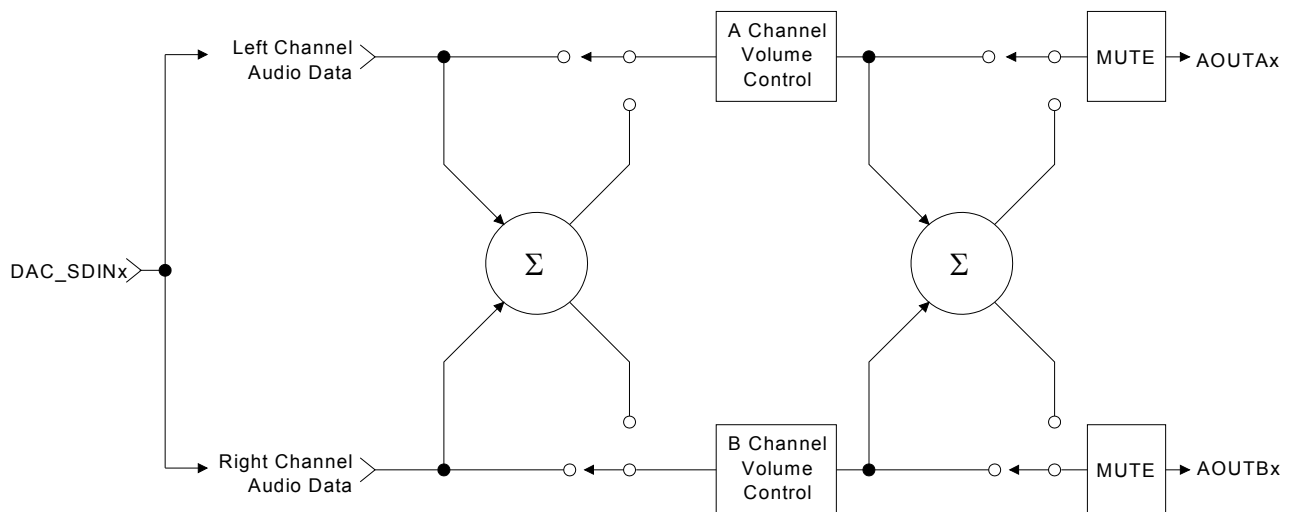 Left Channel
Audio Data
A Channel
Volume
Control
MUTE
AOUTAx
Σ
Σ
DAC_SDINx
Right Channel
Audio Data
B Channel
Volume
Control
MUTE
AOUTBx